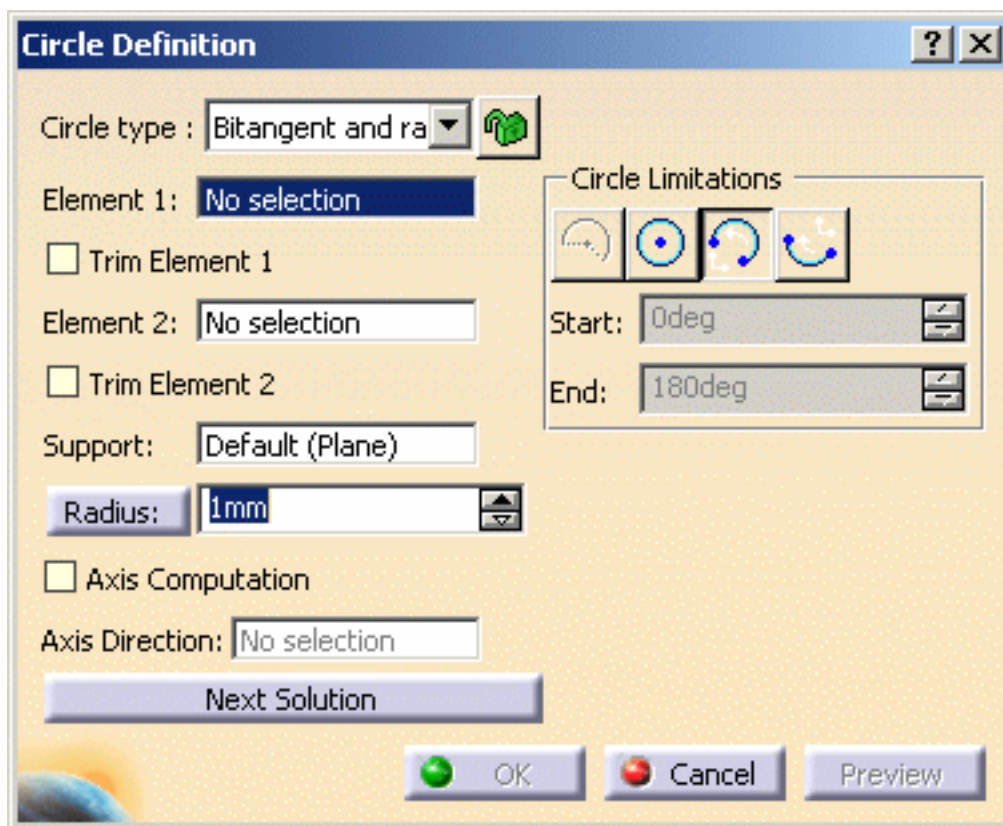 Circle Definition
Circle type : Bitangent and ra
Element 1: No selection
Trim Element 1
Element 2: No selection
Trim Element 2
Support: Default (Plane)
Radius: 1mm
Axis Computation
Axis Direction: No selection
Next Solution
Circle Limitations
Start: 0deg
End: 180deg
OK Cancel Preview